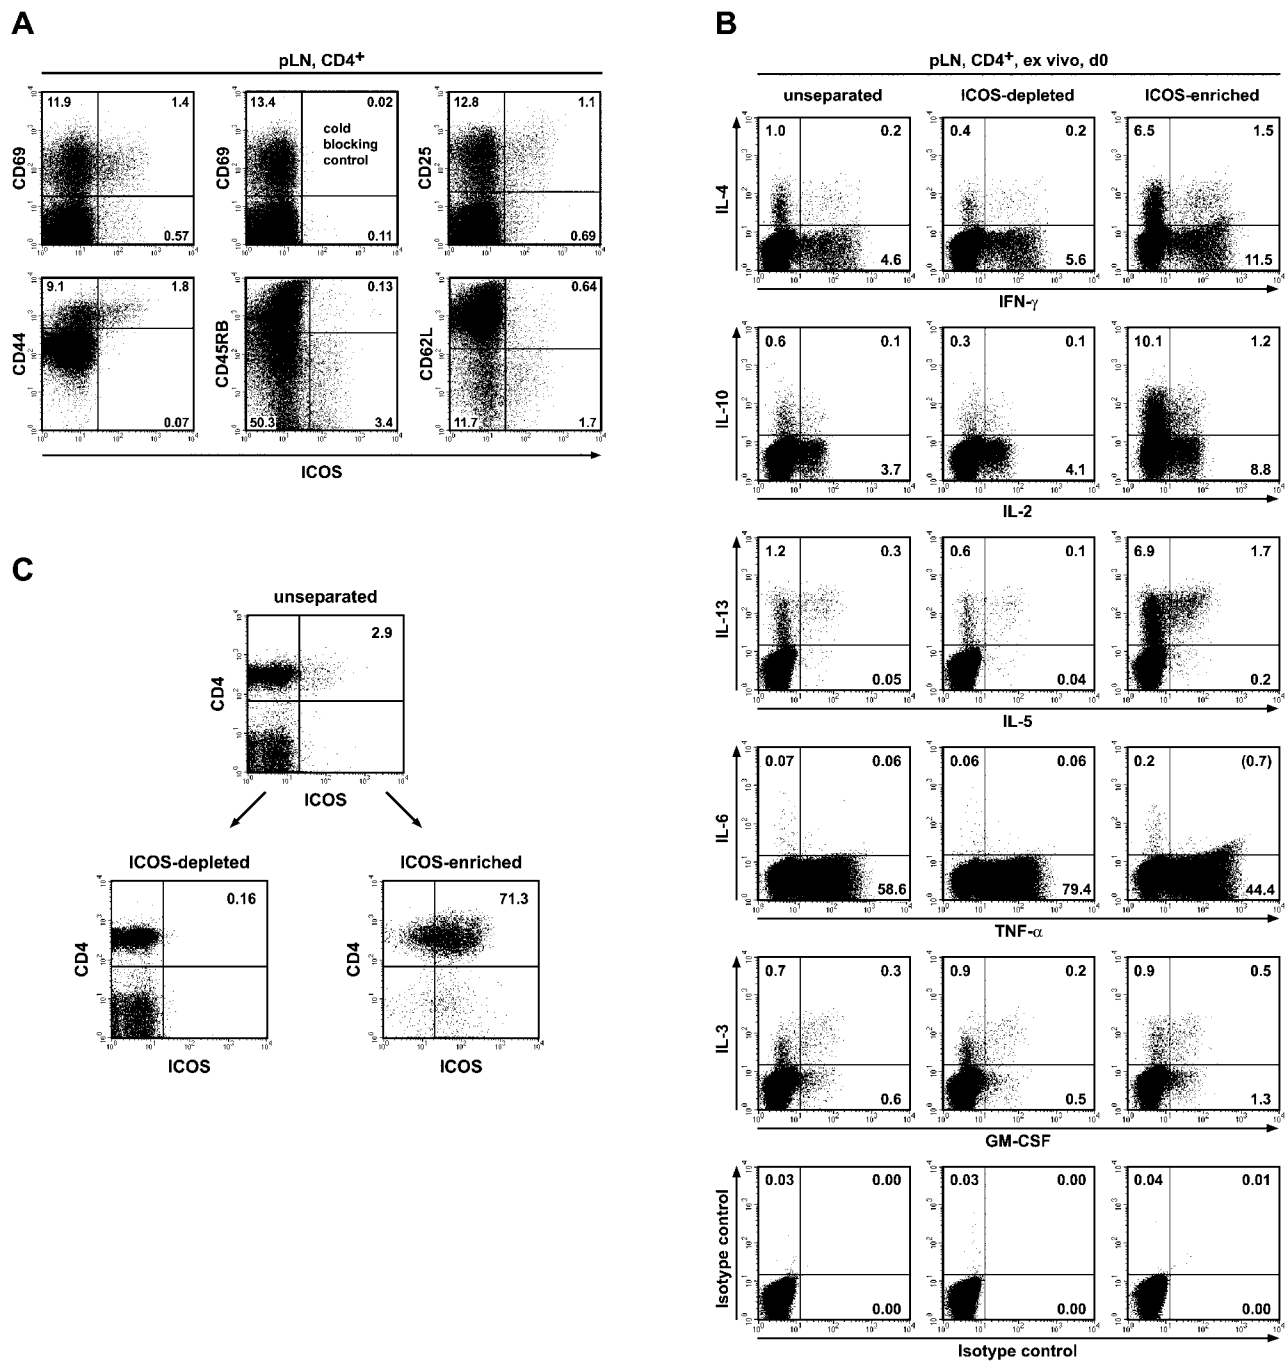 A
pLN, CD4+
11.9 1.4
CD69
0.57
13.4 0.02
cold
blocking
control
CD69
0.11
12.8 1.1
CD25
0.69
9.1 1.8
CD44
0.07
0.13
CD45RB
50.3 3.4
0.64
CD62L
11.7 1.7
ICOS
B
pLN, CD4+, ex vivo, d0
unseparated ICOS-depleted ICOS-enriched
1.0 0.2 0.4 0.2 6.5 1.5
IL-4
4.6 5.6 11.5
IFN-γ
0.6 0.1 0.3 0.1 10.1 1.2
IL-10
3.7 4.1 8.8
IL-2
1.2 0.3 0.6 0.1 6.9 1.7
IL-13
0.05 0.04 0.2
IL-5
0.07 0.06 0.06 0.06 0.2 (0.7)
IL-6
58.6 79.4 44.4
TNF-α
0.7 0.3 0.9 0.2 0.9 0.5
IL-3
0.6 0.5 1.3
GM-CSF
0.03 0.00 0.03 0.00 0.04 0.01
Isotype control
0.00 0.00 0.00
Isotype control
C
unseparated
2.9
CD4
ICOS
ICOS-depleted ICOS-enriched
0.16 71.3
CD4 CD4
ICOS ICOS